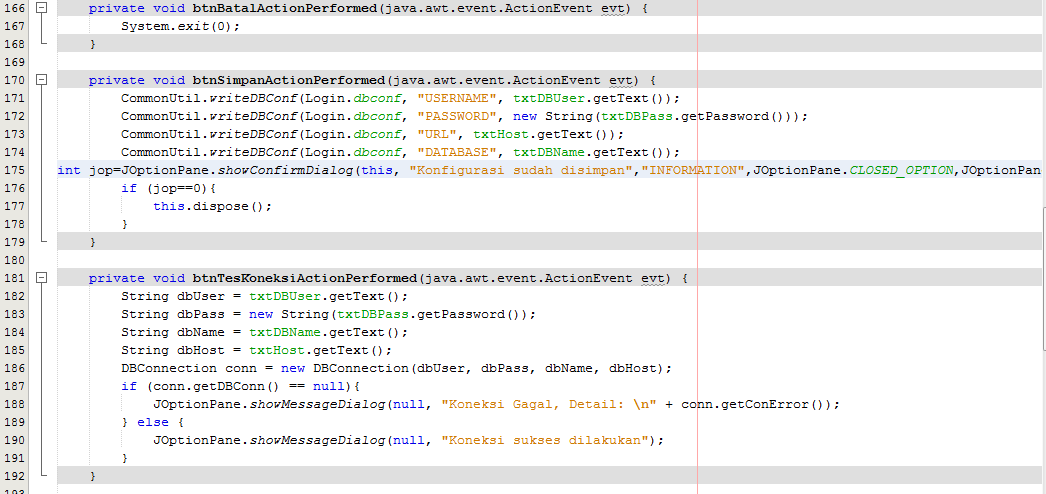 166 private void btnBatalActionPerformed(java.awt.event.ActionEvent evt) {
167 System.exit(0);
168 }
169
170 private void btnSimpanActionPerformed(java.awt.event.ActionEvent evt) {
171 CommonUtil.writeDBConf(Login.dbconf, "USERNAME", txtDBUser.getText());
172 CommonUtil.writeDBConf(Login.dbconf, "PASSWORD", new String(txtDBPass.getPassword()));
173 CommonUtil.writeDBConf(Login.dbconf, "URL", txtHost.getText());
174 CommonUtil.writeDBConf(Login.dbconf, "DATABASE", txtDBName.getText());
175 int jop=JOptionPane.showConfirmDialog(this, "Konfigurasi sudah disimpan","INFORMATION",JOptionPane.CLOSED_OPTION,JOptionPan
176 if (jop==0){
177 this.dispose();
178 }
179 }
180
181 private void btnTesKoneksiActionPerformed(java.awt.event.ActionEvent evt) {
182 String dbUser = txtDBUser.getText();
183 String dbPass = new String(txtDBPass.getPassword());
184 String dbName = txtDBName.getText();
185 String dbHost = txtHost.getText();
186 DBConnection conn = new DBConnection(dbUser, dbPass, dbName, dbHost);
187 if (conn.getDBConn() == null){
188 JOptionPane.showMessageDialog(null, "Koneksi Gagal, Detail: \n" + conn.getConError());
189 } else {
190 JOptionPane.showMessageDialog(null, "Koneksi sukses dilakukan");
191 }
192 }
193